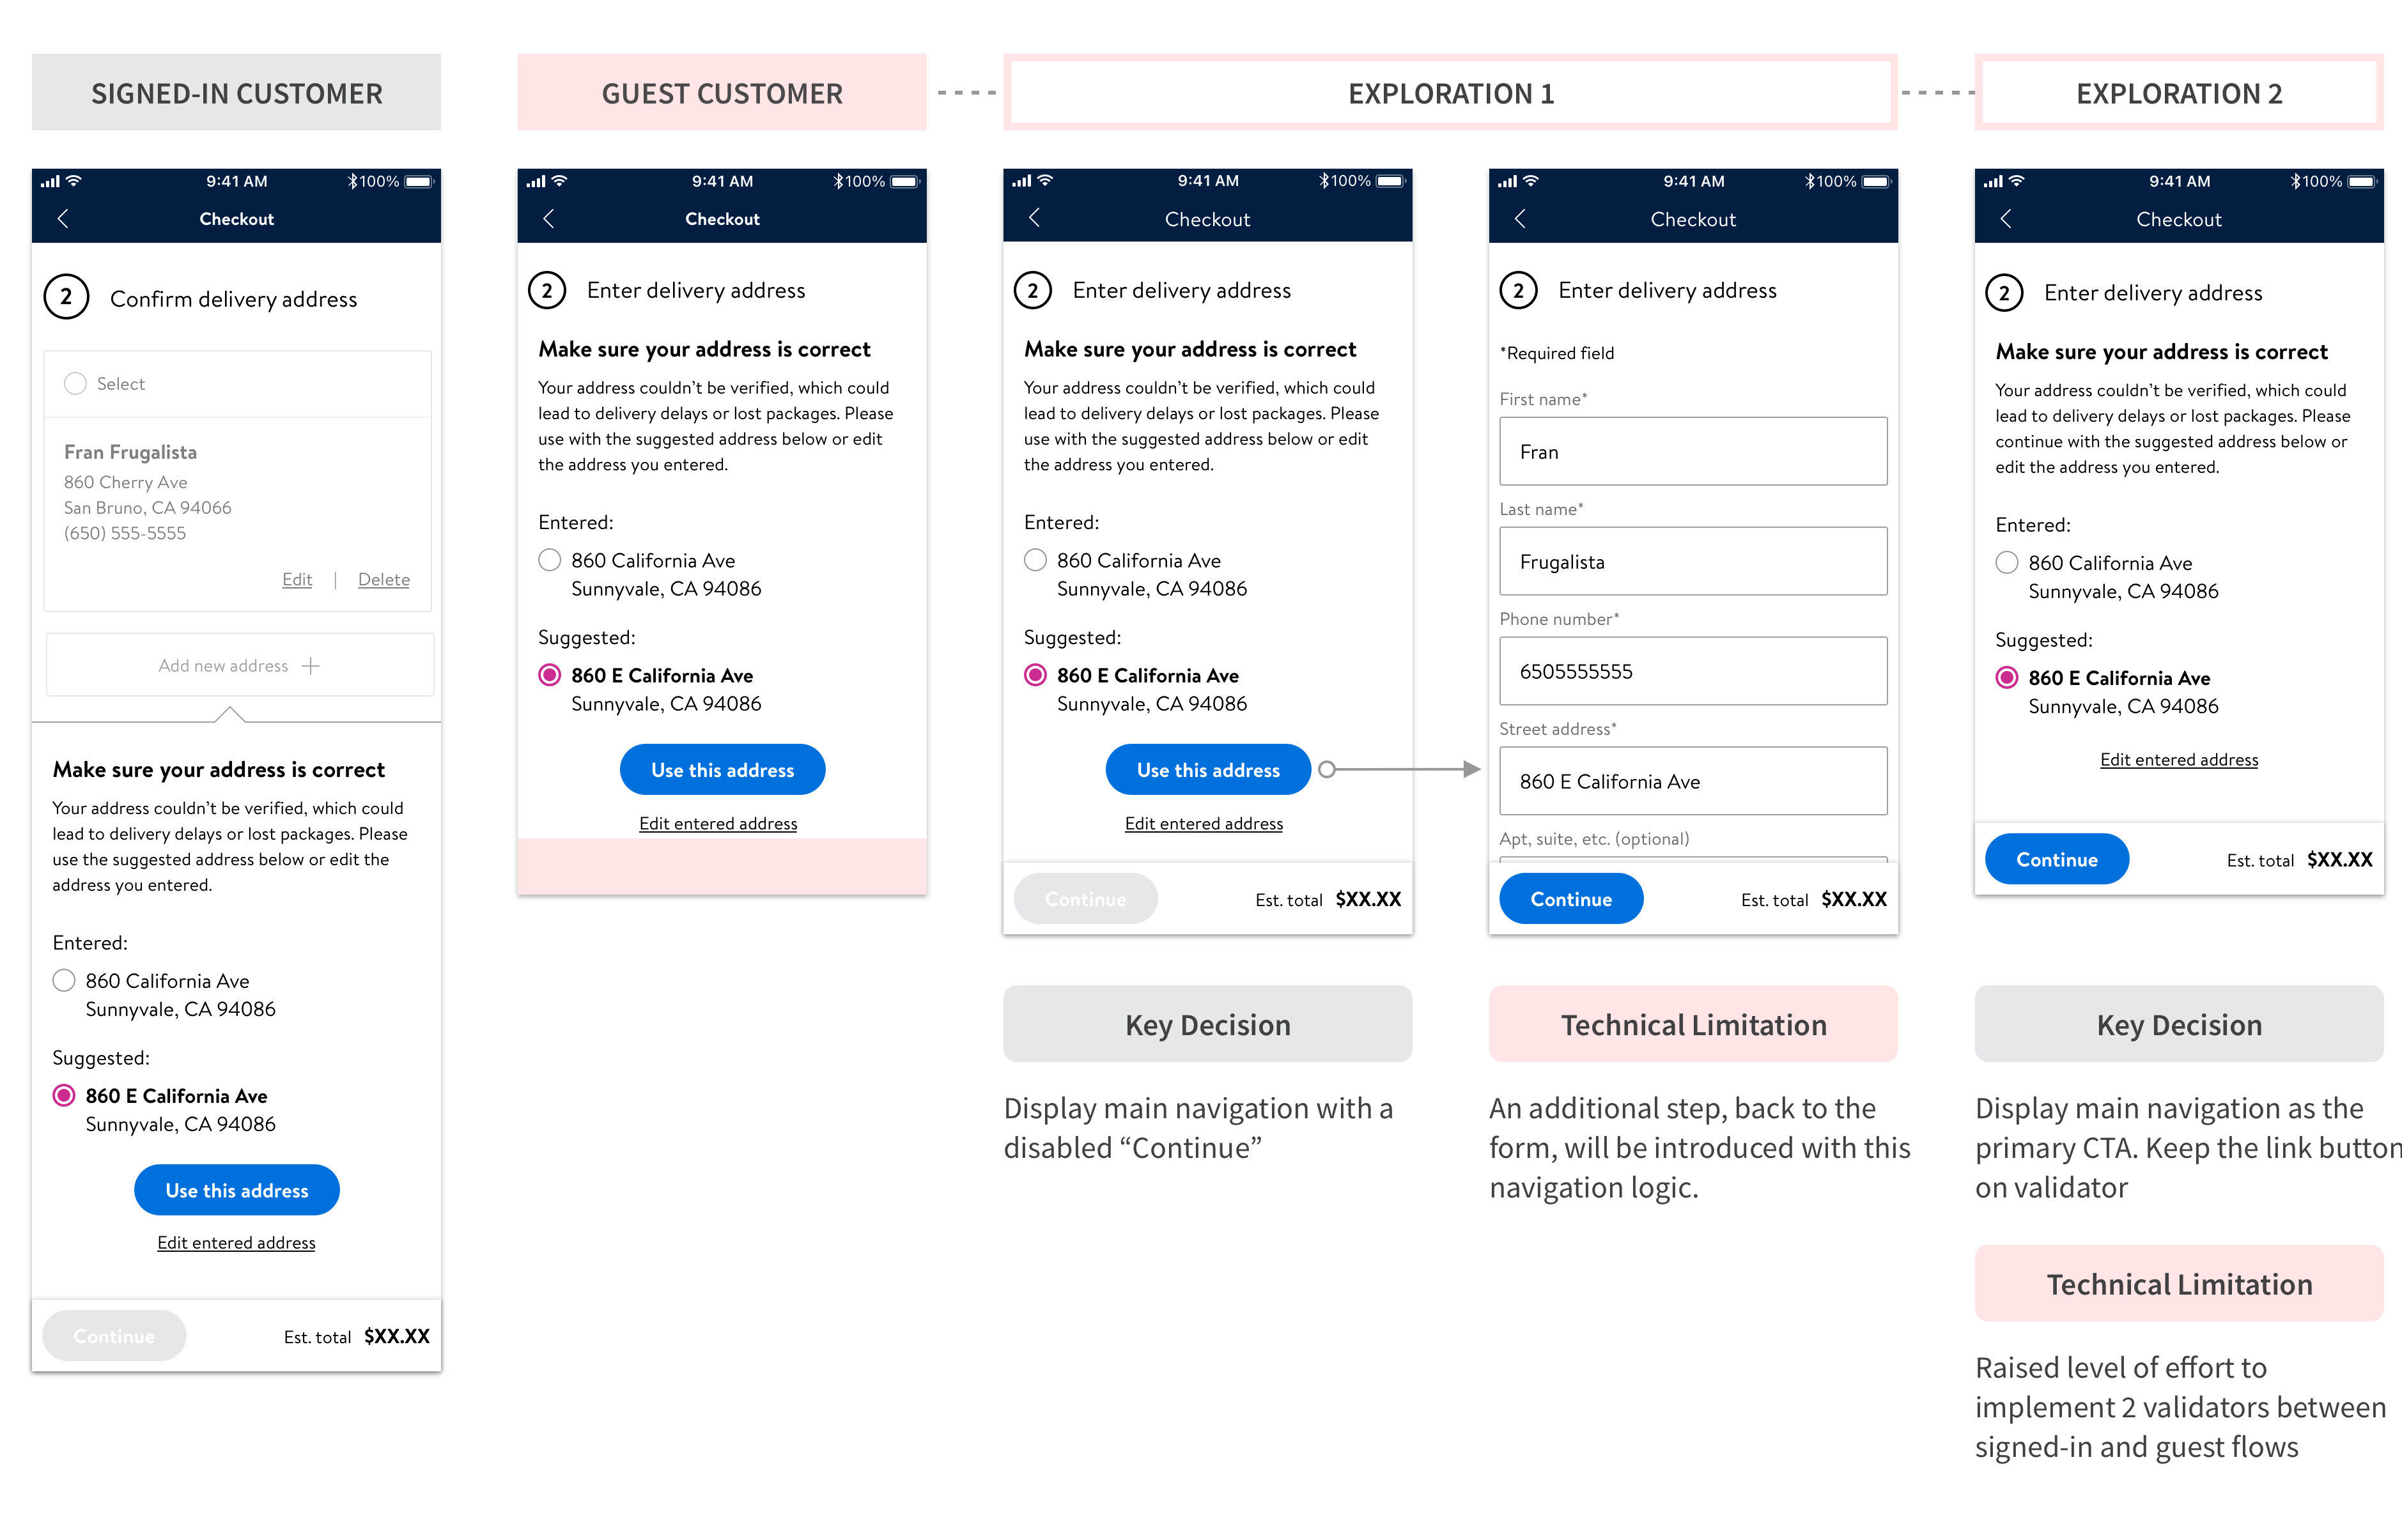 SIGNED-IN CUSTOMER
9:41 AM
100%
Checkout
2
Confirm delivery address
Select
Fran Frugalista
860 Cherry Ave
San Bruno, CA 94066
(650) 555-5555
Edit | Delete
Add new address +
Make sure your address is correct
Your address couldn't be verified, which could
lead to delivery delays or lost packages. Please
use the suggested address below or edit the
address you entered.
Entered:
860 California Ave
Sunnyvale, CA 94086
Suggested:
860 E California Ave
Sunnyvale, CA 94086
Use this address
Edit entered address
Continue
Est. total $XX.XX
GUEST CUSTOMER
9:41 AM
100%
Checkout
2
Enter delivery address
Make sure your address is correct
Your address couldn't be verified, which could
lead to delivery delays or lost packages. Please
use with the suggested address below or edit
the address you entered.
Entered:
860 California Ave
Sunnyvale, CA 94086
Suggested:
860 E California Ave
Sunnyvale, CA 94086
Use this address
Edit entered address
EXPLORATION 1
9:41 AM
100%
Checkout
2
Enter delivery address
Make sure your address is correct
Your address couldn't be verified, which could
lead to delivery delays or lost packages. Please
use with the suggested address below or edit
the address you entered.
Entered:
860 California Ave
Sunnyvale, CA 94086
Suggested:
860 E California Ave
Sunnyvale, CA 94086
Use this address
Edit entered address
Continue
Est. total $XX.XX
Key Decision
Display main navigation with a
disabled “Continue”
9:41 AM
100%
Checkout
2
Enter delivery address
*Required field
First name*
Fran
Last name*
Frugalista
Phone number*
6505555555
Street address*
860 E California Ave
Apt, suite, etc. (optional)
Continue
Est. total $XX.XX
Technical Limitation
An additional step, back to the
form, will be introduced with this
navigation logic.
EXPLORATION 2
9:41 AM
100%
Checkout
2
Enter delivery address
Make sure your address is correct
Your address couldn't be verified, which could
lead to delivery delays or lost packages. Please
continue with the suggested address below or
edit the address you entered.
Entered:
860 California Ave
Sunnyvale, CA 94086
Suggested:
860 E California Ave
Sunnyvale, CA 94086
Edit entered address
Continue
Est. total $XX.XX
Key Decision
Display main navigation as the
primary CTA. Keep the link button
on validator
Technical Limitation
Raised level of effort to
implement 2 validators between
signed-in and guest flows